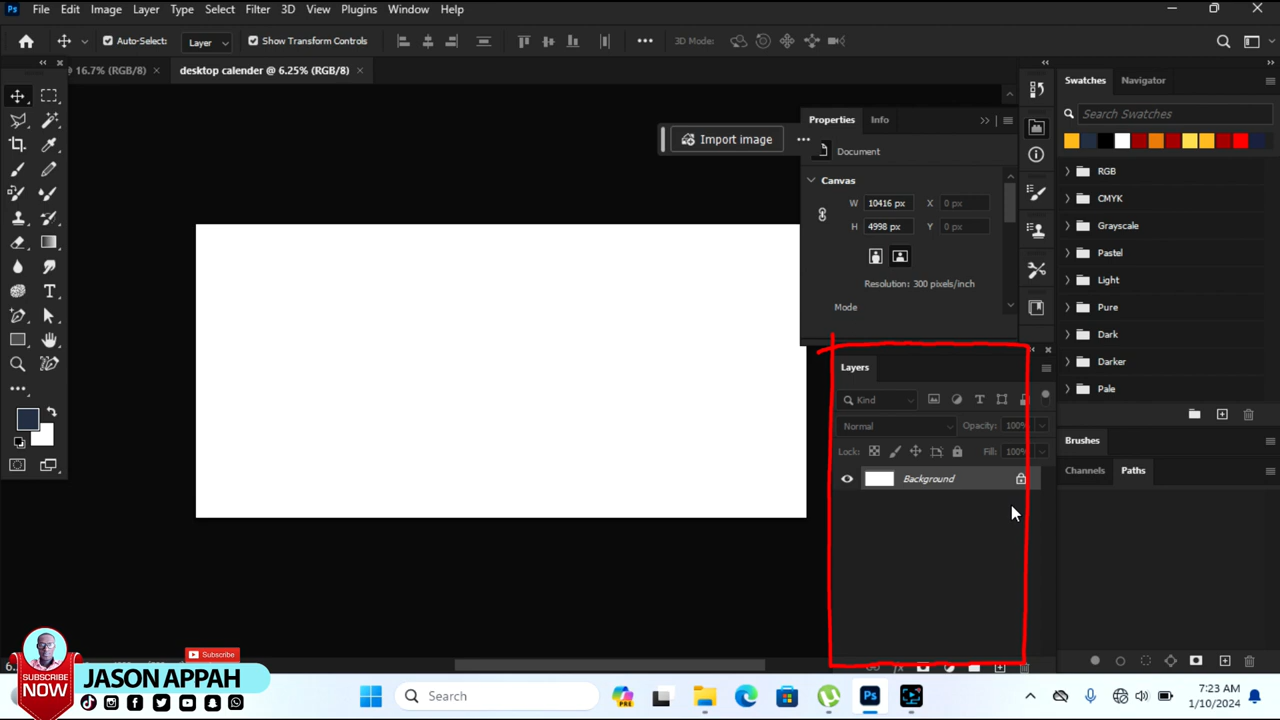 Ps File Edit Image Layer Type Select Filter 3D View Plugins Window Help
Auto-Select: Layer Show Transform Controls 3D Mode:
@ 16.7% (RGB/8) × desktop calender @ 6.25% (RGB/8) ×
Import image
Properties Info
Document
Canvas
W 10416 px X 0 px
H 4998 px Y 0 px
Resolution: 300 pixels/inch
Mode
Swatches Navigator
Search Swatches
RGB
CMYK
Grayscale
Pastel
Light
Pure
Dark
Darker
Pale
Layers
Kind
Normal Opacity: 100%
Lock: Fill: 100%
Background
Brushes
Channels Paths
Subscribe
SUBSCRIBE
NOW
JASON APPAH
Search
PRE
Ps
7:23 AM
1/10/2024